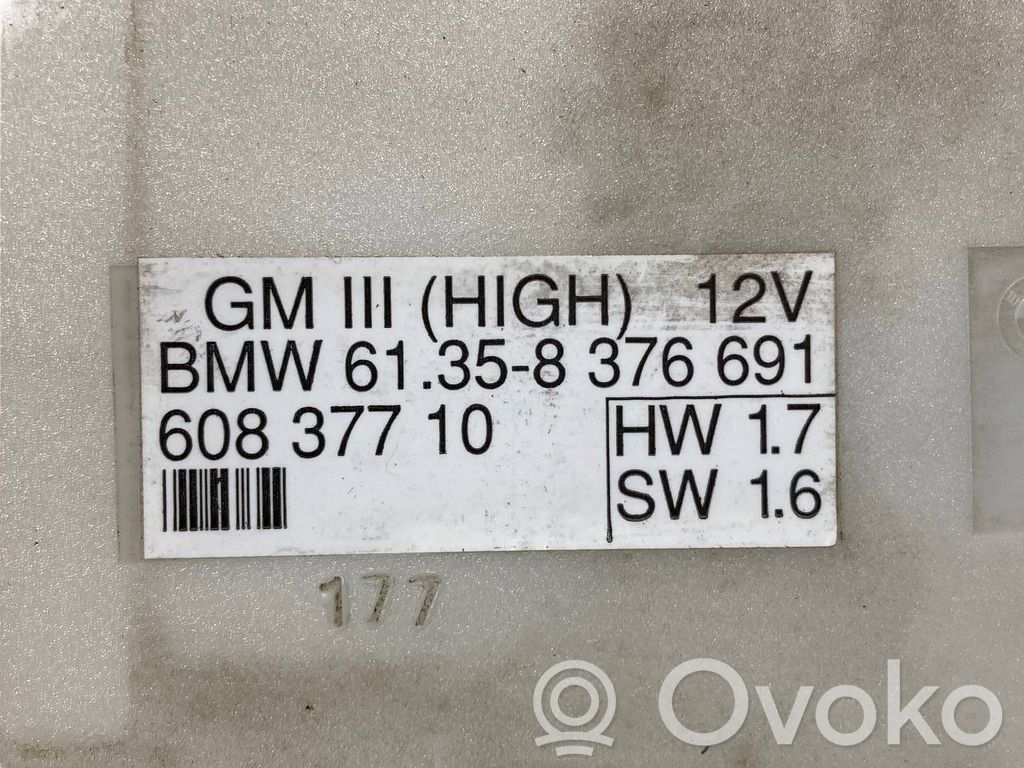 GM III (HIGH) 12V
BMW 61.35-8 376 691
608 377 10
HW 1.7
SW 1.6
177
Ovoko